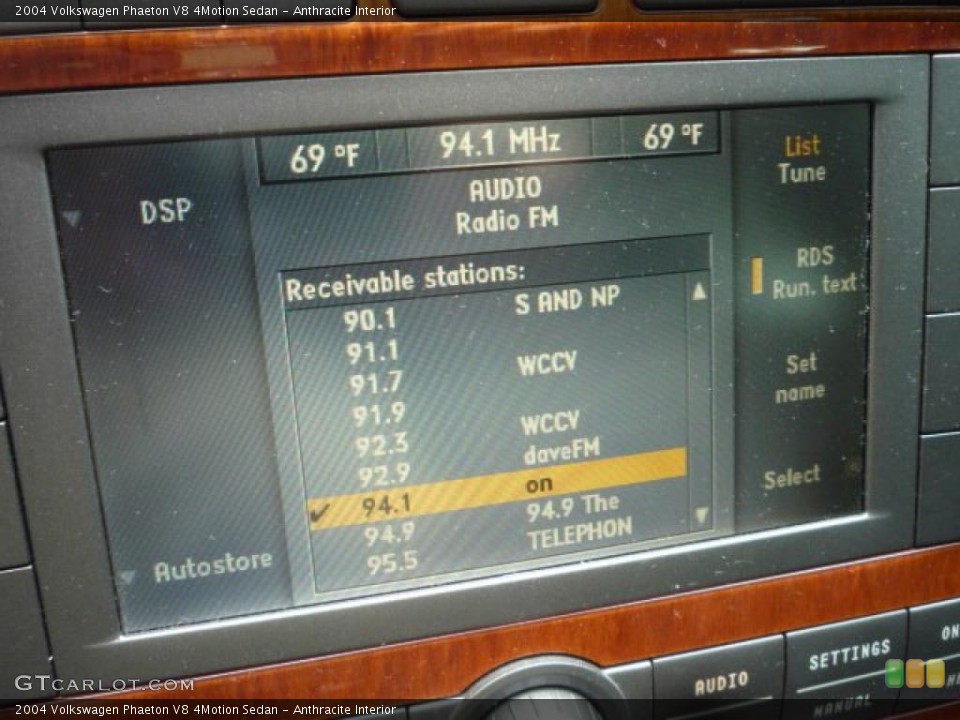 2004 Volkswagen Phaeton V8 4Motion Sedan - Anthracite Interior
69 °F 94.1 MHz 69 °F
AUDIO
Radio FM
DSP
Autostore
Receivable stations:
90.1 S AND NP
91.1
91.7 WCCV
91.9
92.3 WCCV
92.9 daveFM
✓ 94.1 on
94.9 94.9 The
95.5 TELEPHON
List
Tune
RDS
Run. text
Set
name
Select
AUDIO
SETTINGS
MANUAL
ON
GTCARLOT.COM
2004 Volkswagen Phaeton V8 4Motion Sedan - Anthracite Interior